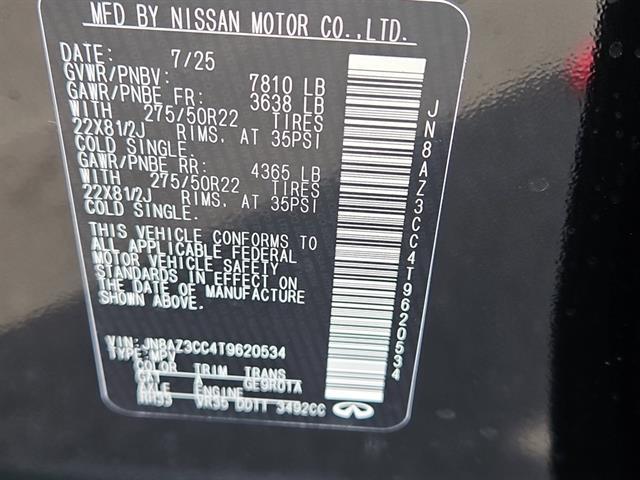 MFD BY NISSAN MOTOR CO.,LTD.
DATE: 7/25
GVWR/PNBV: 7810 LB
GAWR/PNBE FR: 3638 LB
WITH 275/50R22 TIRES
22X81/2J RIMS, AT 35PSI
COLD SINGLE.
GAWR/PNBE RR: 4365 LB
WITH 275/50R22 TIRES
22X81/2J RIMS, AT 35PSI
COLD SINGLE.
THIS VEHICLE CONFORMS TO
ALL APPLICABLE FEDERAL
MOTOR VEHICLE SAFETY
STANDARDS IN EFFECT ON
THE DATE OF MANUFACTURE
SHOWN ABOVE.
VIN: JN8AZ3CC4T9620534
TYPE: MPV
COLOR TRIM TRANS
A GE9R01A
AXLE ENGINE
VR35 DDTT 3492CC
INFINITI
JN8AZ3CC4T9620534